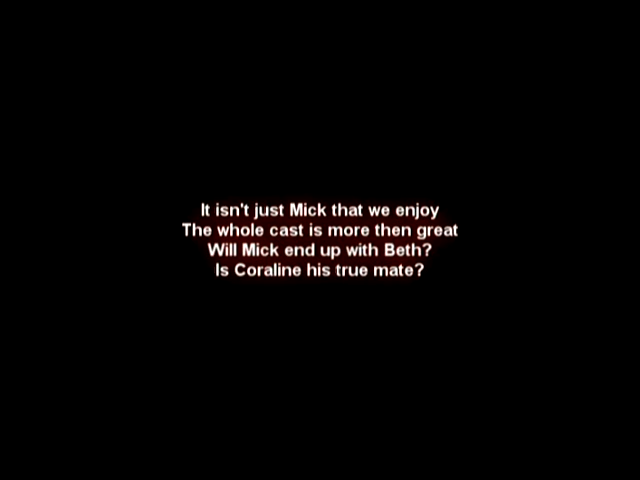 It isn't just Mick that we enjoy
The whole cast is more then great
Will Mick end up with Beth?
Is Coraline his true mate?